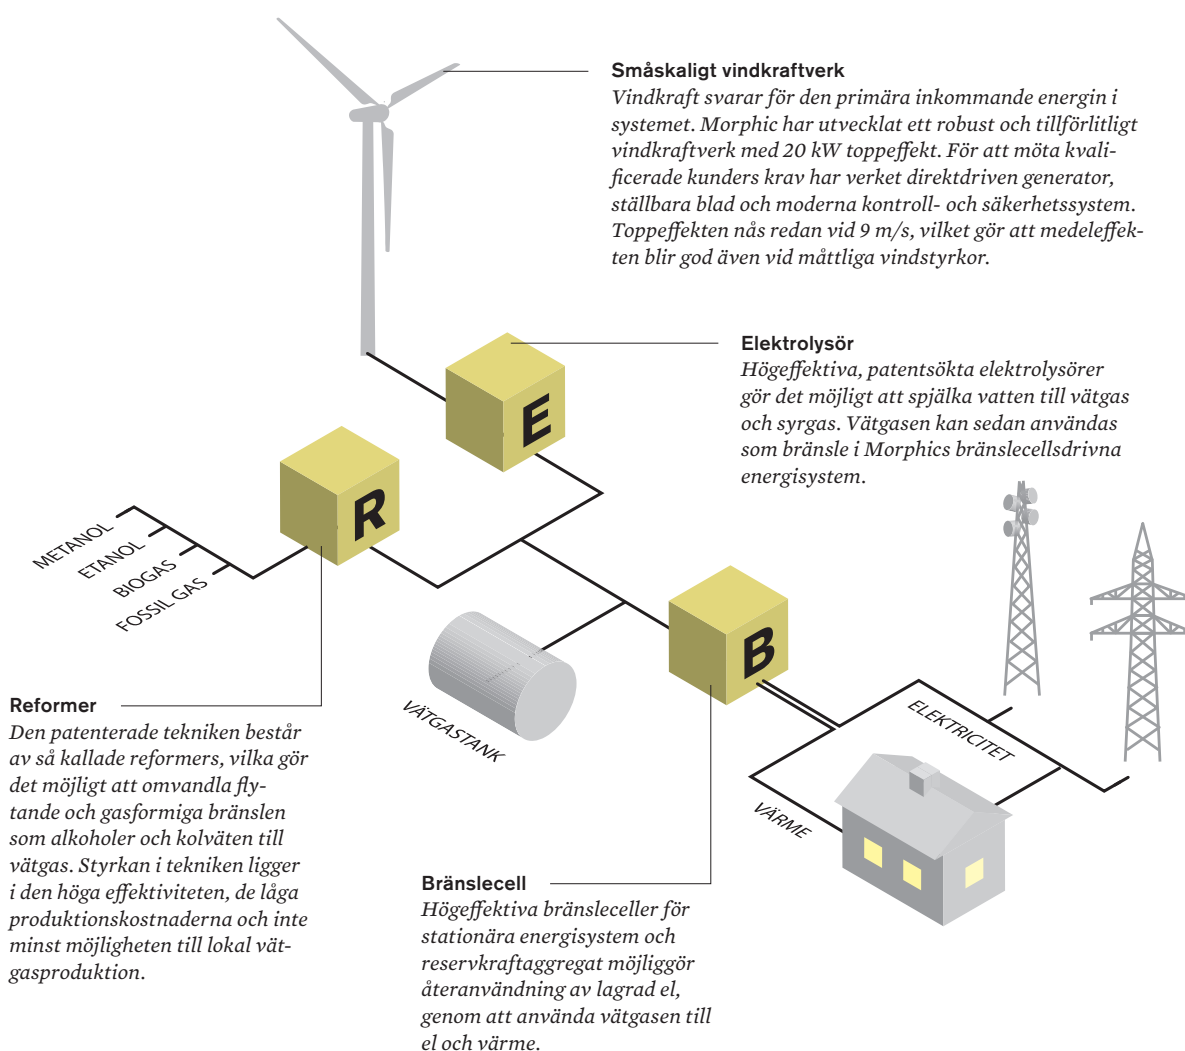 Småskaligt vindkraftverk
Vindkraft svarar för den primära inkommande energin i
systemet. Morphic har utvecklat ett robust och tillförlitligt
vindkraftverk med 20 kW toppeffekt. För att möta kvali-
ficerade kunders krav har verket direktdriven generator,
ställbara blad och moderna kontroll- och säkerhetssystem.
Toppeffekten nås redan vid 9 m/s, vilket gör att medeleffek-
ten blir god även vid måttliga vindstyrkor.
Elektrolysör
Högeffektiva, patentsökta elektrolysörer
gör det möjligt att spjälka vatten till vätgas
och syrgas. Vätgasen kan sedan användas
som bränsle i Morphics bränslecellsdrivna
energisystem.
E
R
METANOL
ETANOL
BIOGAS
FOSSIL GAS
B
VÄTGASTANK
ELEKTRICITET
VÄRME
Reformer
Den patenterade tekniken består
av så kallade reformers, vilka gör
det möjligt att omvandla fly-
tande och gasformiga bränslen
som alkoholer och kolväten till
vätgas. Styrkan i tekniken ligger
i den höga effektiviteten, de låga
produktionskostnaderna och inte
minst möjligheten till lokal vät-
gasproduktion.
Bränslecell
Högeffektiva bränsleceller för
stationära energisystem och
reservkraftaggregat möjliggör
återanvändning av lagrad el,
genom att använda vätgasen till
el och värme.